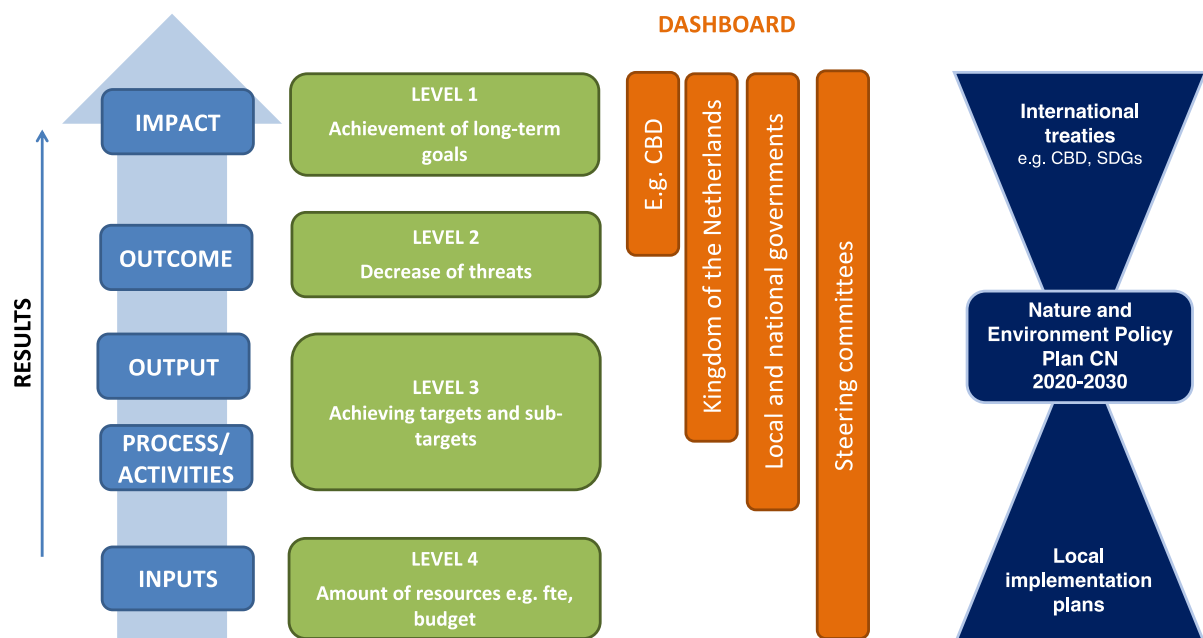 DASHBOARD
RESULTS
IMPACT
OUTCOME
OUTPUT
PROCESS/
ACTIVITIES
INPUTS
LEVEL 1
Achievement of long-term
goals
LEVEL 2
Decrease of threats
LEVEL 3
Achieving targets and sub-
targets
LEVEL 4
Amount of resources e.g. fte,
budget
E.g. CBD
Kingdom of the Netherlands
Local and national governments
Steering committees
International
treaties
e.g. CBD, SDGs
Nature and
Environment Policy
Plan CN
2020-2030
Local
implementation
plans